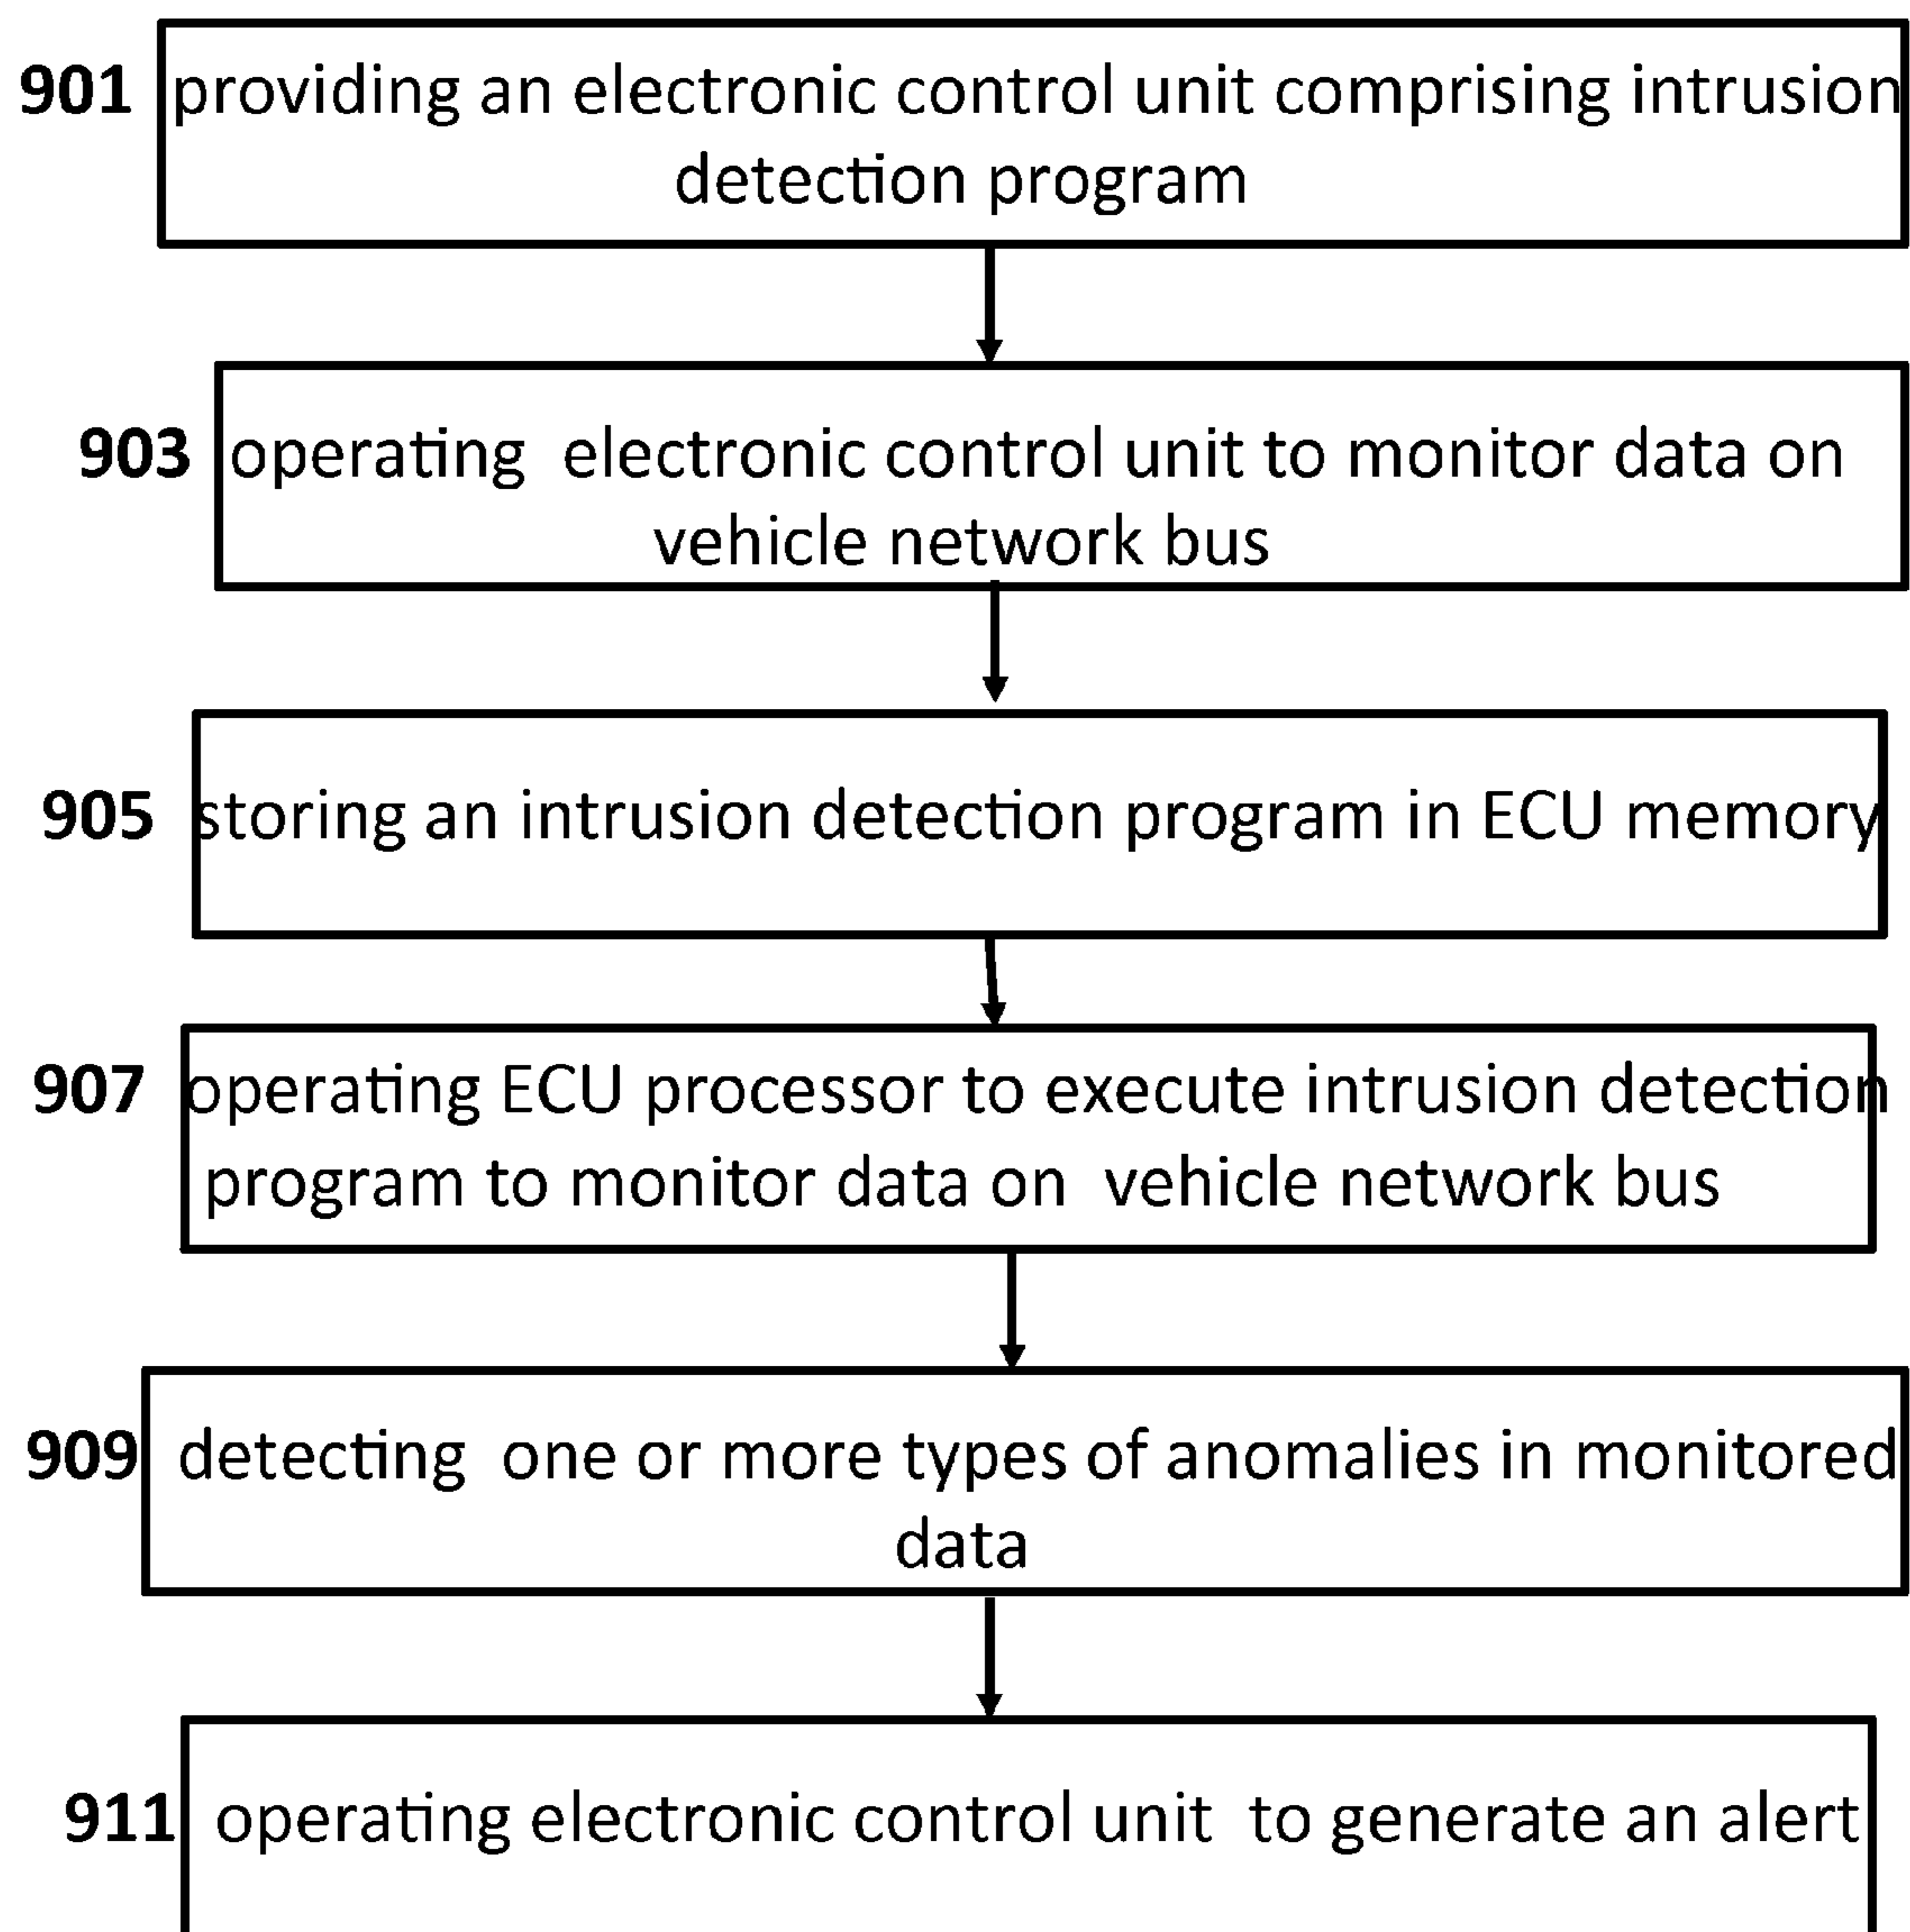 901 providing an electronic control unit comprising intrusion
detection program
903 operating electronic control unit to monitor data on
vehicle network bus
905 storing an intrusion detection program in ECU memory
907 operating ECU processor to execute intrusion detection
program to monitor data on vehicle network bus
909 detecting one or more types of anomalies in monitored
data
911 operating electronic control unit to generate an alert